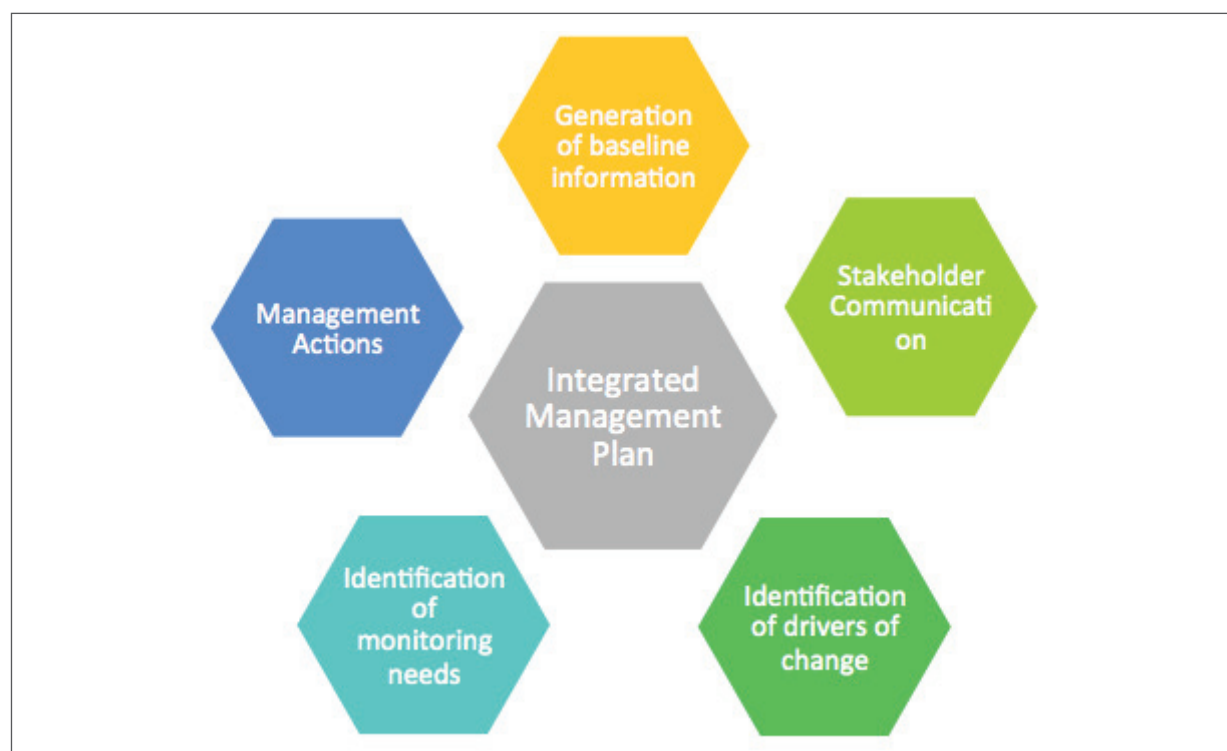 Generation
of baseline
information
Stakeholder
Communicati
on
Management
Actions
Integrated
Management
Plan
Identification
of
monitoring
needs
Identification
of drivers of
change